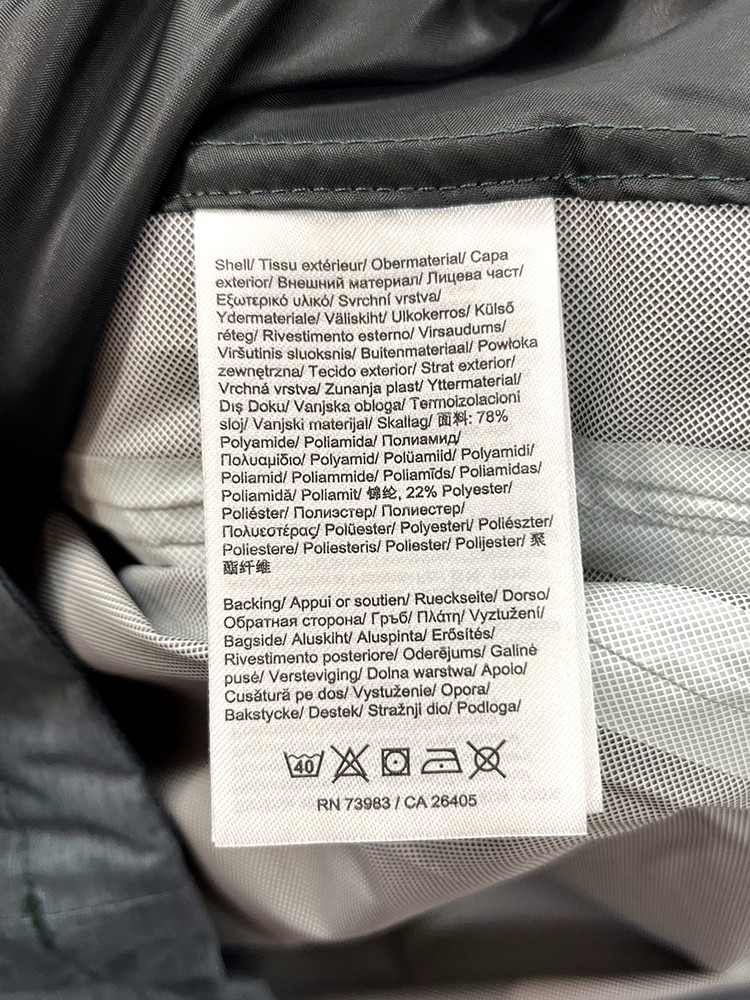 Shell/ Tissu extérieur/ Obermaterial/ Capa
exterior/ Внешний материал/ Лицева част/
Εξωτερικό υλικό/ Svrchní vrstva/
Ydermateriale/ Väliskiht/ Ulkokerros/ Külső
réteg/ Rivestimento esterno/ Virsaudums/
Viršutinis sluoksnis/ Buitenmateriaal/ Powłoka
zewnętrzna/ Tecido exterior/ Strat exterior/
Vrchná vrstva/ Zunanja plast/ Yttermaterial/
Dış Doku/ Vanjska obloga/ Termoizolacioni
sloj/ Vanjski materijal/ Skallag/ 面料: 78%
Polyamide/ Poliamida/ Полиамид/
Πολυαμίδιο/ Polyamid/ Polüamiid/ Polyamidi/
Poliamid/ Poliammide/ Poliamīds/ Poliamidas/
Poliamidă/ Poliamit/ 锦纶, 22% Polyester/
Poliéster/ Полиэстер/ Полиестер/
Πολυεστέρας/ Polüester/ Polyesteri/ Poliészter/
Poliestere/ Poliesteris/ Poliester/ Polijester/ 聚
酯纤维
Backing/ Appui or soutien/ Rueckseite/ Dorso/
Обратная сторона/ Гръб/ Πλάτη/ Vyztužení/
Bagside/ Aluskiht/ Aluspinta/ Erősítés/
Rivestimento posteriore/ Oderējums/ Galinė
pusė/ Versteviging/ Dolna warstwa/ Apoio/
Cusătură pe dos/ Vystuženie/ Opora/
Bakstycke/ Destek/ Stražnji dio/ Podloga/
40
RN 73983 / CA 26405